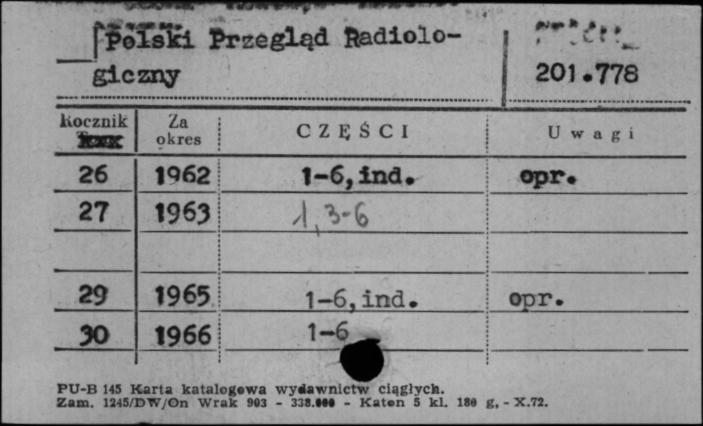 Polski Przegląd Radiolo-
giczny
201.778
Rocznik Za okres CZĘŚCI Uwagi
26 1962 1-6,ind. opr.
27 1963 1,3-6
29 1965 1-6,ind. opr.
30 1966 1-6
PU-B 145 Karta katalogowa wydawnictw ciągłych.
Zam. 1245/DW/On Wrak 903 - 338.000 - Katen 5 kl. 180 g, - X.72.